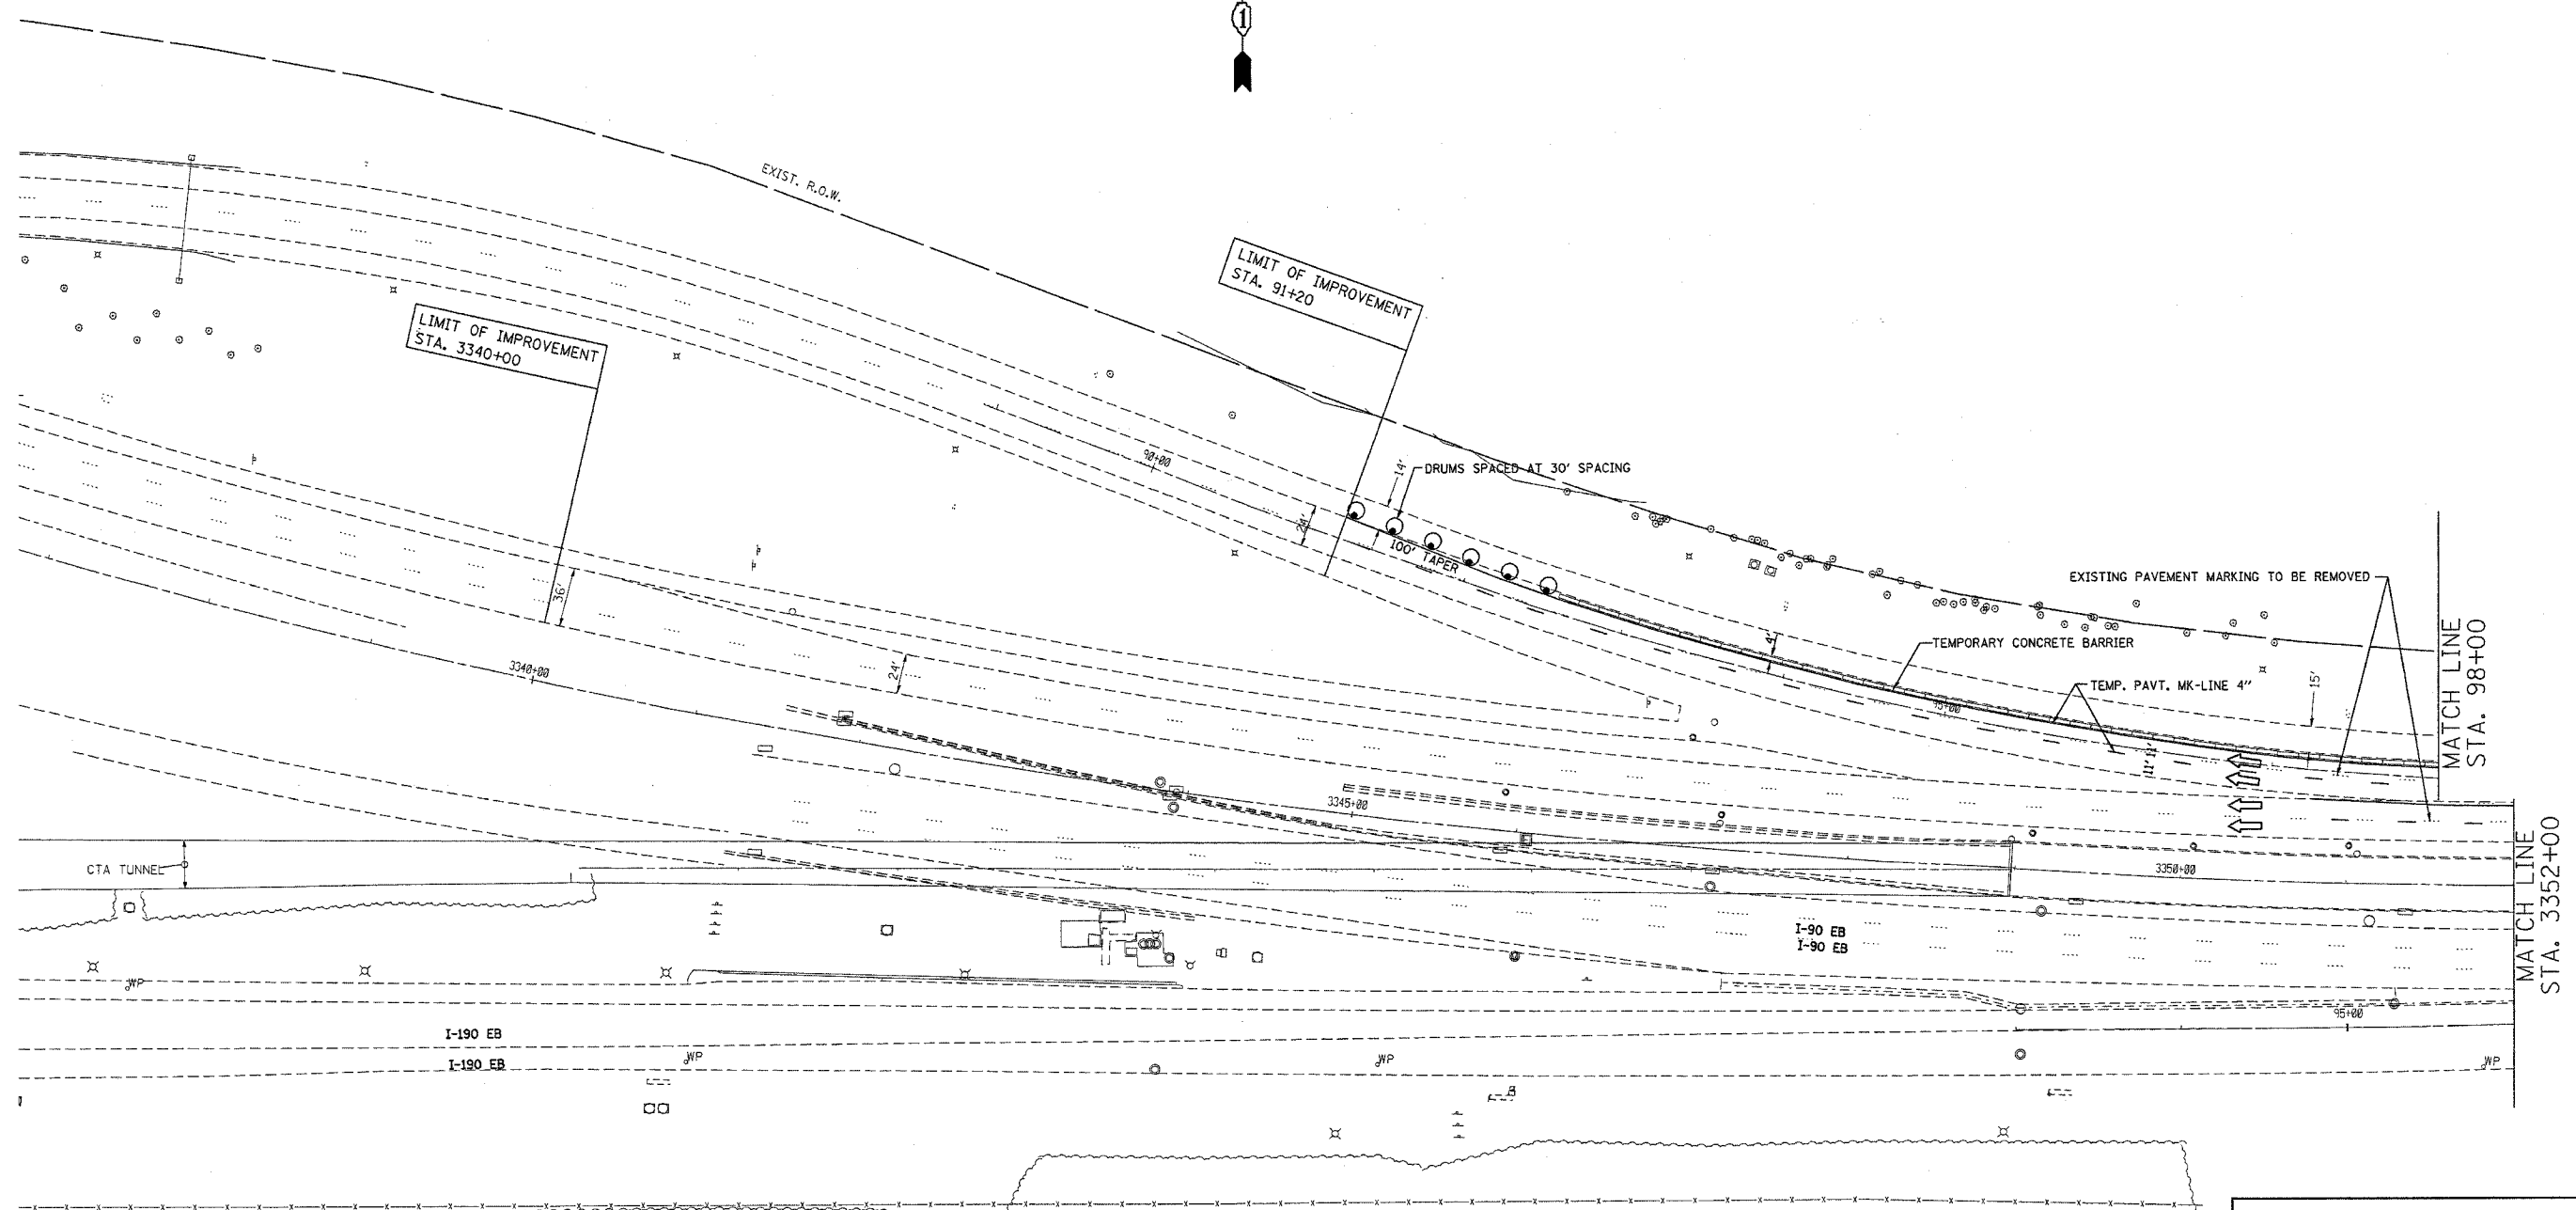 1
EXIST. R.O.W.
LIMIT OF IMPROVEMENT
STA. 91+20
LIMIT OF IMPROVEMENT
STA. 3340+00
90+00
14'
DRUMS SPACED AT 30' SPACING
24'
100' TAPER
36'
EXISTING PAVEMENT MARKING TO BE REMOVED
4'
TEMPORARY CONCRETE BARRIER
MATCH LINE
STA. 98+00
3340+00
24'
TEMP. PAVT. MK-LINE 4"
15'
95+00
11'
11'
3345+00
CTA TUNNEL
3350+00
MATCH LINE
STA. 3352+00
I-90 EB
I-90 EB
WP
95+00
I-190 EB
I-190 EB
WP
WP
WP